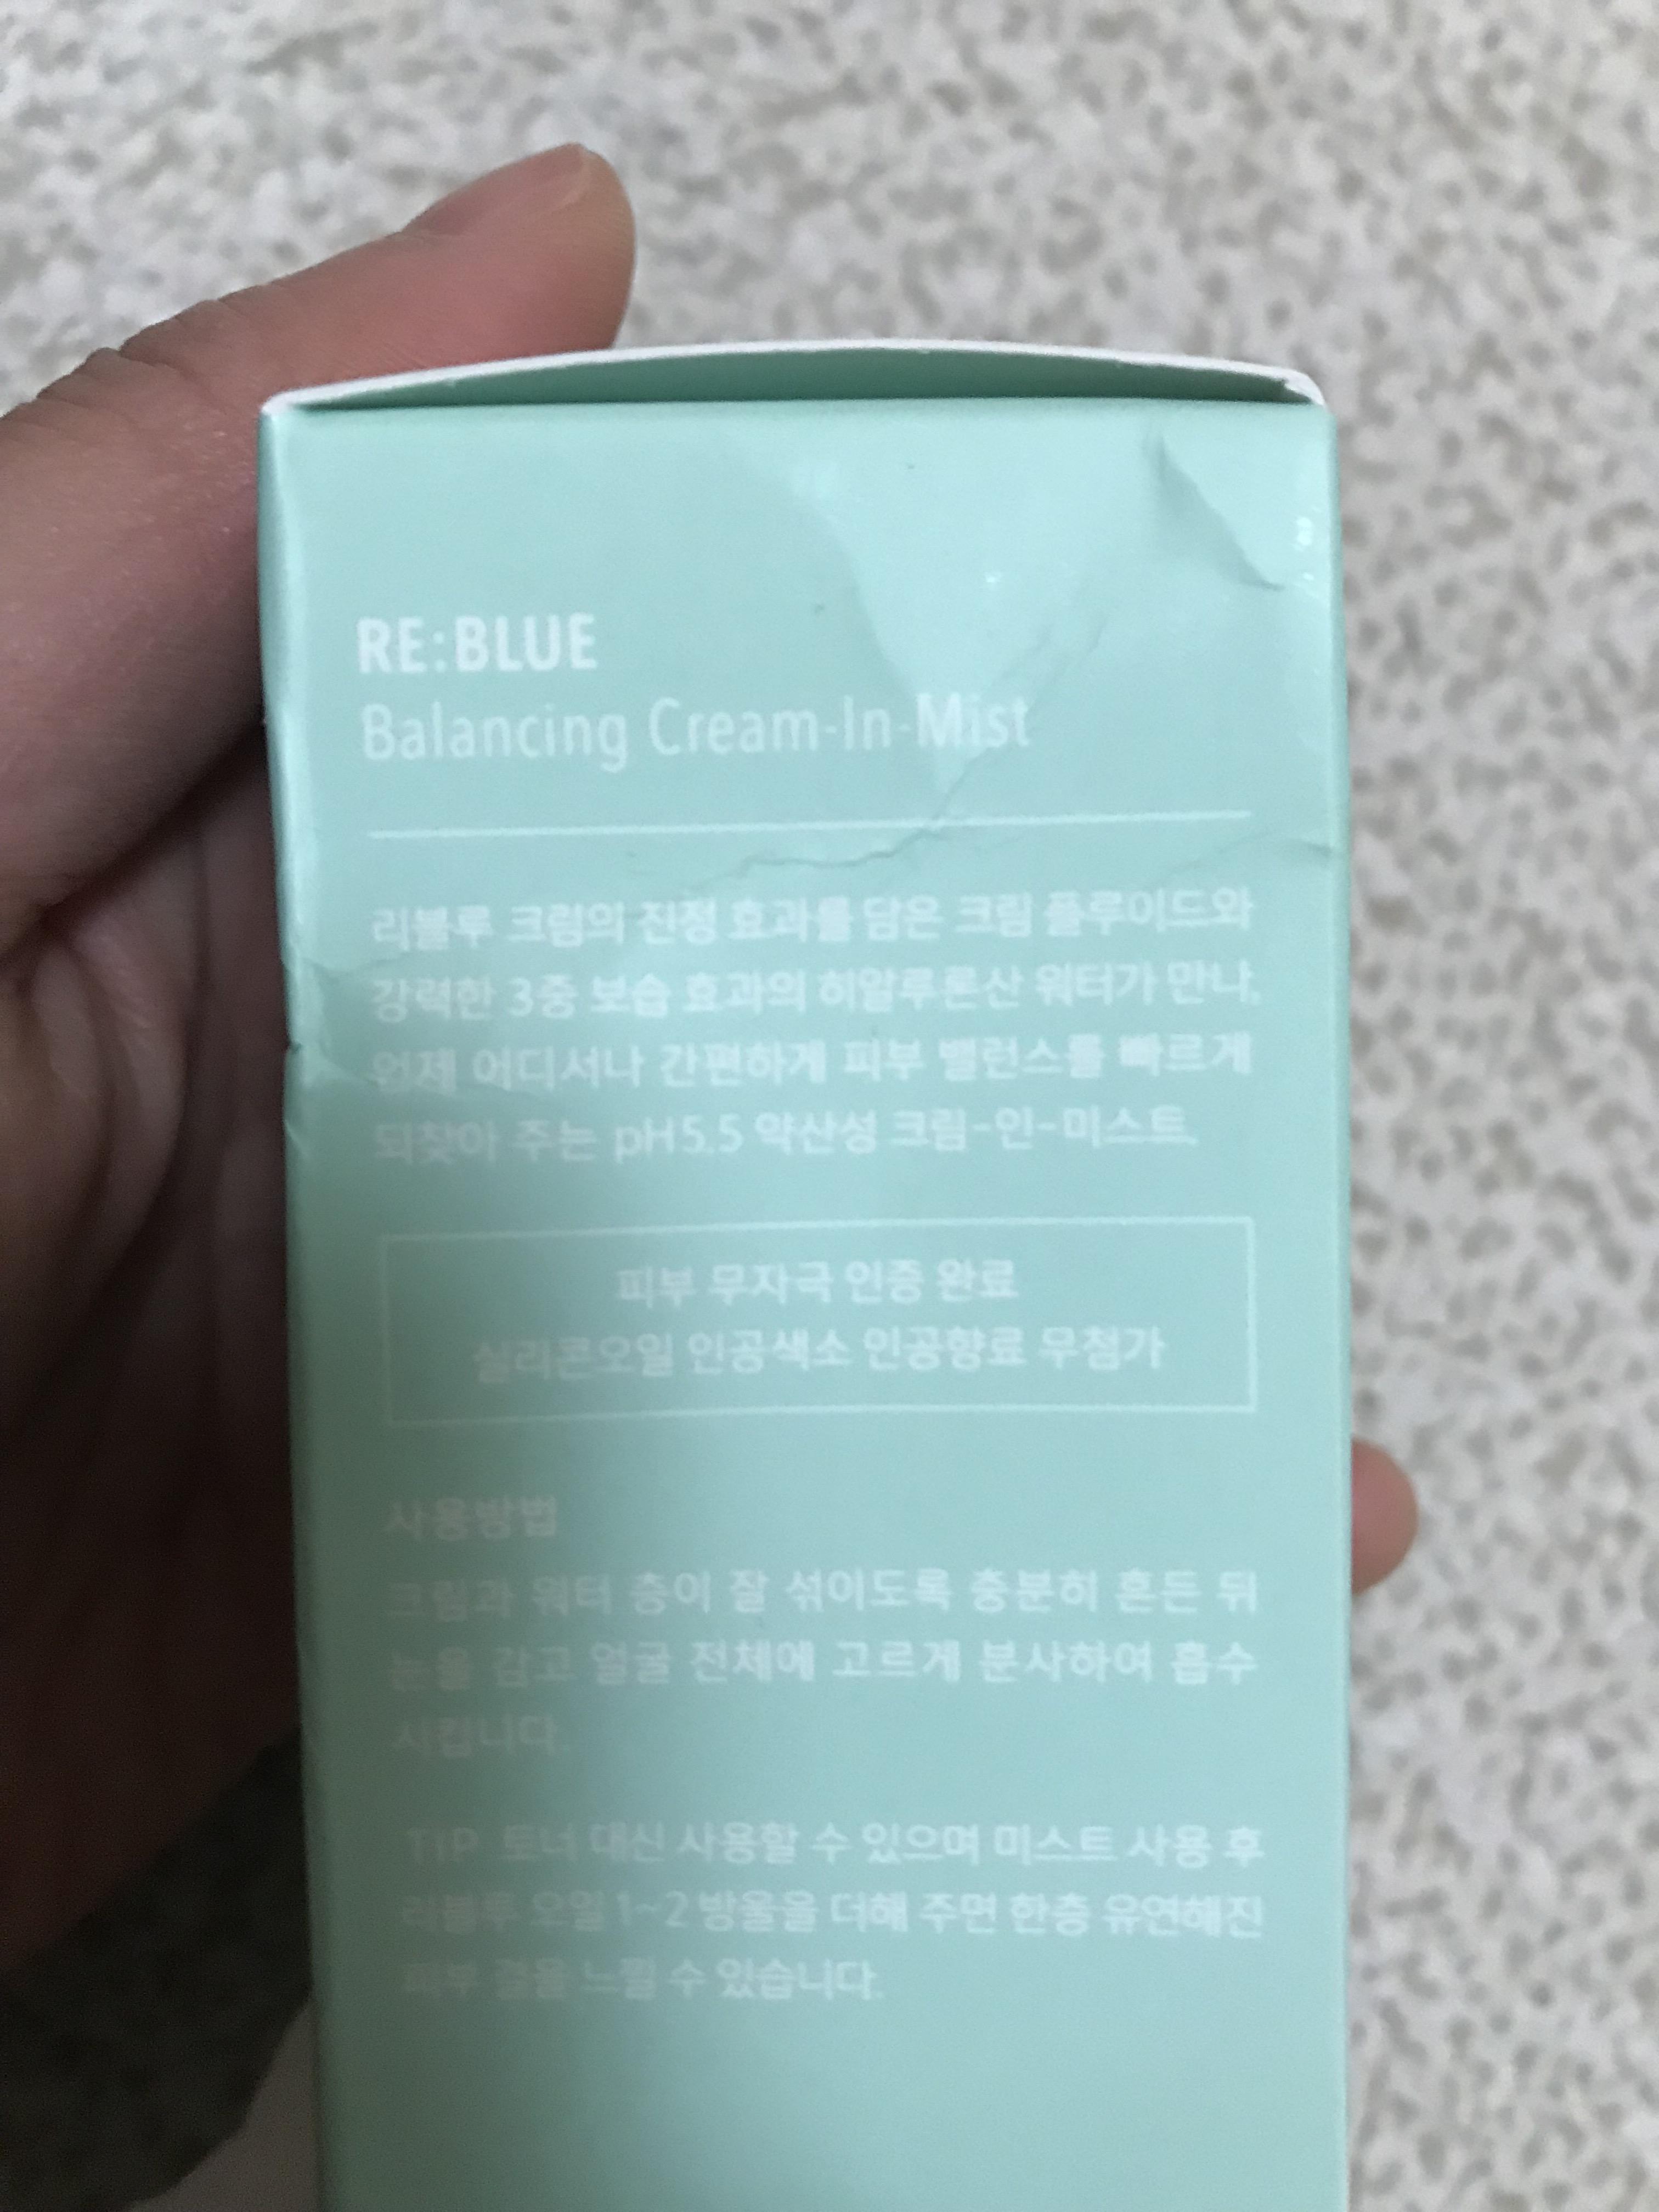 RE:BLUE
Balancing Cream-In-Mist
리블루 크림의 진정 효과를 담은 크림 플루이드와
강력한 3중 보습 효과의 히알루론산 워터가 만나,
언제 어디서나 간편하게 피부 밸런스를 빠르게
되찾아 주는 pH5.5 약산성 크림-인-미스트
피부 무자극 인증 완료
실리콘오일 인공색소 인공향료 무첨가
사용방법
크림과 워터 층이 잘 섞이도록 충분히 흔든 뒤
눈을 감고 얼굴 전체에 고르게 분사하여 흡수
시킵니다.
TIP 토너 대신 사용할 수 있으며 미스트 사용 후
리블루 오일 1~2 방울을 더해 주면 한층 유연해진
피부 결을 느낄 수 있습니다.